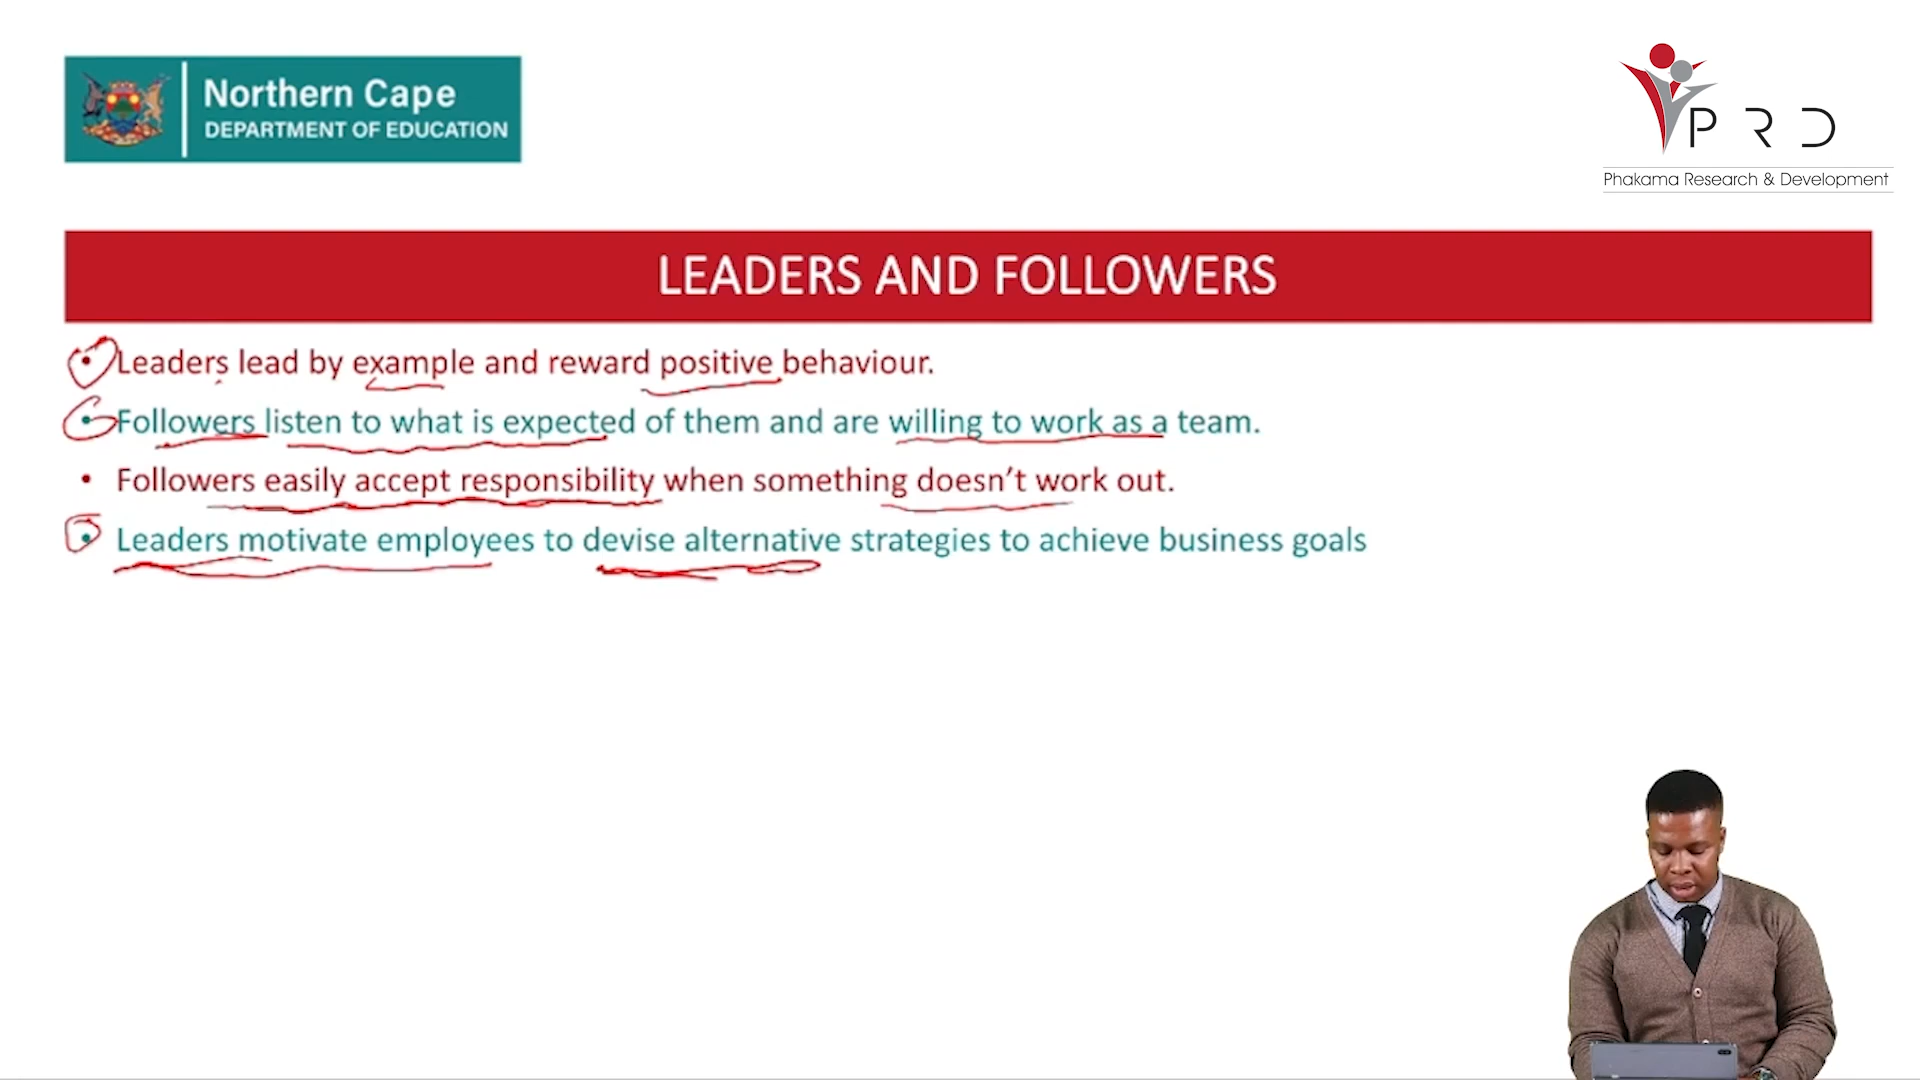 Northern Cape
DEPARTMENT OF EDUCATION
P R D
Phakama Research & Development
LEADERS AND FOLLOWERS
• Leaders lead by example and reward positive behaviour.
• Followers listen to what is expected of them and are willing to work as a team.
• Followers easily accept responsibility when something doesn’t work out.
• Leaders motivate employees to devise alternative strategies to achieve business goals